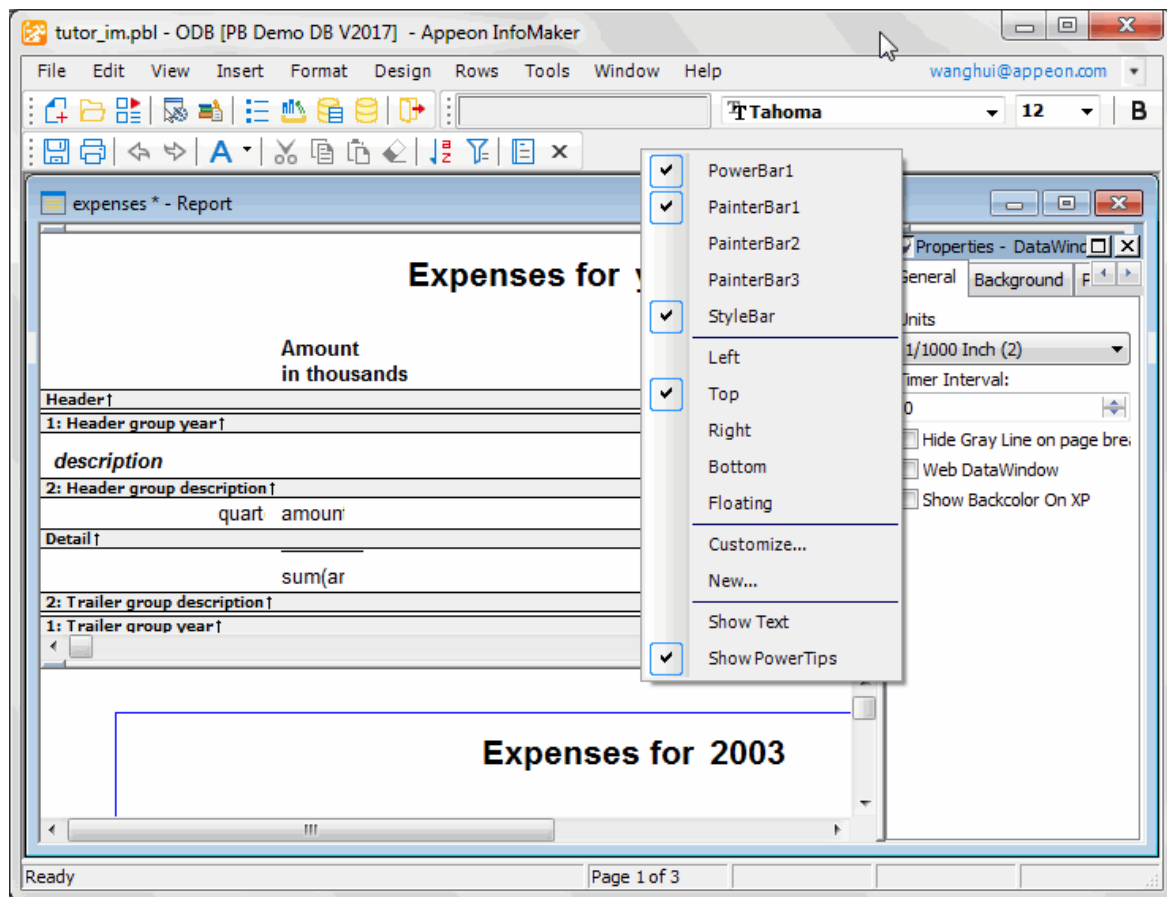 tutor_im.pbl - ODB [PB Demo DB V2017] - Appeon InfoMaker
File Edit View Insert Format Design Rows Tools Window Help wanghui@appeon.com
Tahoma 12 B
A
expenses * - Report
PowerBar1
PainterBar1
PainterBar2
PainterBar3
StyleBar
Left
Top
Right
Bottom
Floating
Customize...
New...
Show Text
Show PowerTips
Expenses for
Amount
in thousands
Header↑
1: Header group year↑
description
2: Header group description↑
quart amount
Detail↑
sum(ar
2: Trailer group description↑
1: Trailer group year↑
Expenses for 2003
Properties - DataWind
General Background
Units
1/1000 Inch (2)
Timer Interval:
0
Hide Gray Line on page brea
Web DataWindow
Show Backcolor On XP
Ready Page 1 of 3